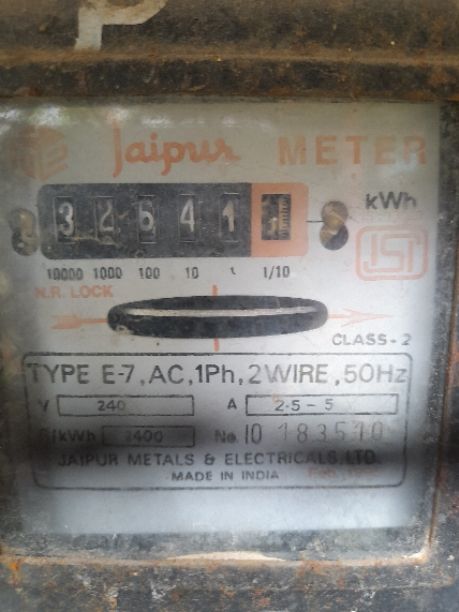 P
Jaipur METER
3 2 6 4 1 kWh
10000 1000 100 10 1 1/10
N.R. LOCK
ISI
CLASS-2
TYPE E-7, AC, 1Ph, 2WIRE, 50Hz
V 240 A 2·5-5
R/kWh 2400 No. 10 183510
JAIPUR METALS & ELECTRICALS, LTD.
MADE IN INDIA